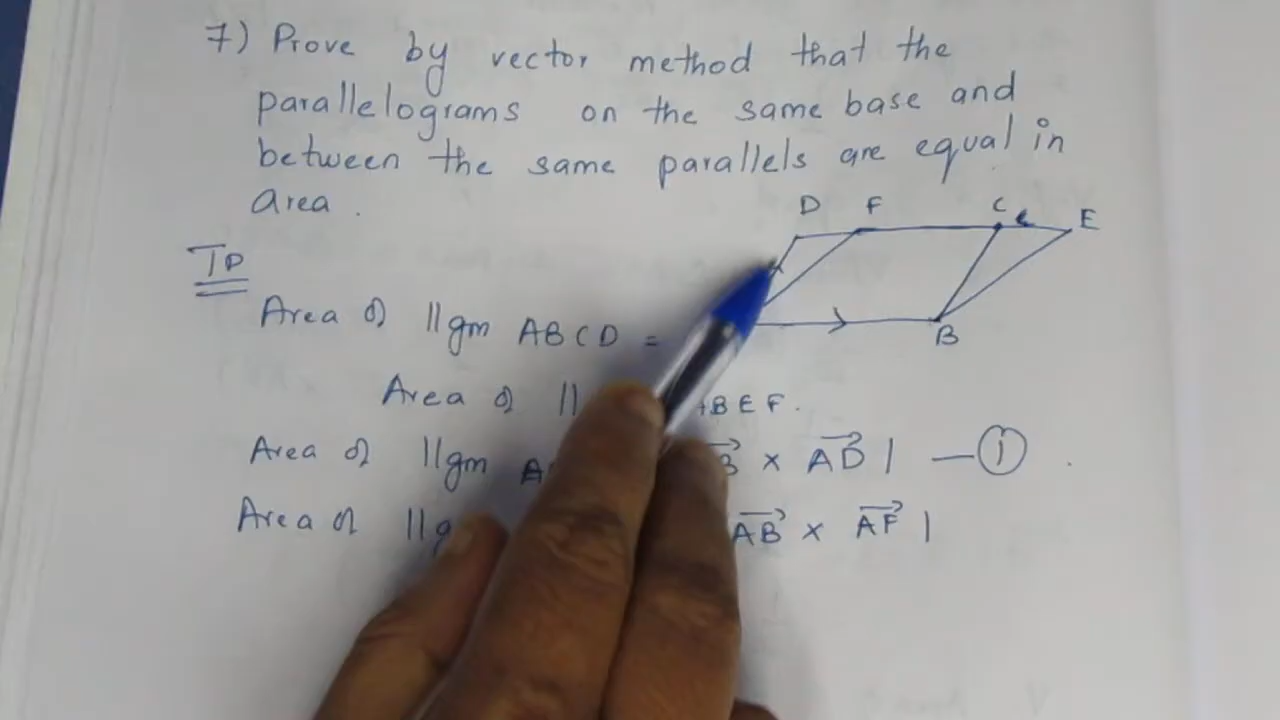 7) Prove by vector method that the
parallelograms on the same base and
between the same parallels are equal in
area.
D F C E
TP
B
Area of ||gm ABCD =
Area of || BEF.
Area of ||gm × AD | — ①
Area of AB × AF |